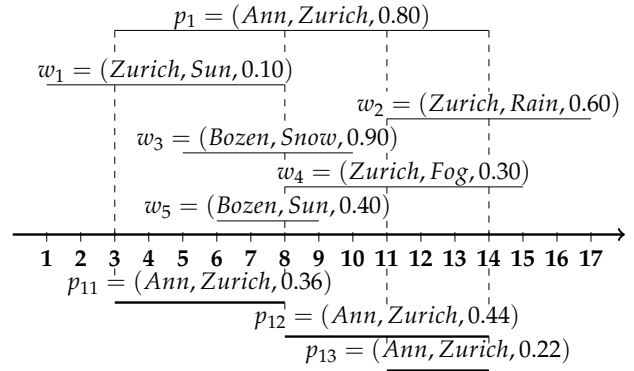 p₁ = (Ann, Zurich, 0.80)
w₁ = (Zurich, Sun, 0.10)
w₂ = (Zurich, Rain, 0.60)
w₃ = (Bozen, Snow, 0.90)
w₄ = (Zurich, Fog, 0.30)
w₅ = (Bozen, Sun, 0.40)
1 2 3 4 5 6 7 8 9 10 11 12 13 14 15 16 17
p₁₁ = (Ann, Zurich, 0.36)
p₁₂ = (Ann, Zurich, 0.44)
p₁₃ = (Ann, Zurich, 0.22)